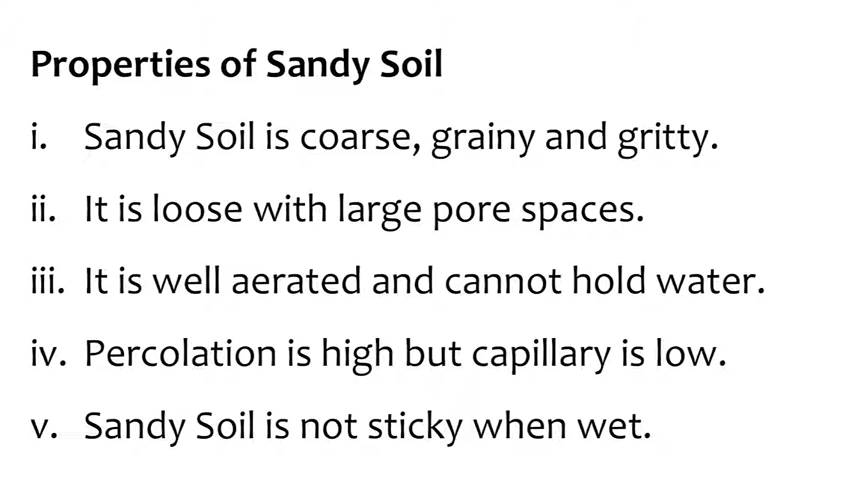 Properties of Sandy Soil
i. Sandy Soil is coarse, grainy and gritty.
ii. It is loose with large pore spaces.
iii. It is well aerated and cannot hold water.
iv. Percolation is high but capillary is low.
v. Sandy Soil is not sticky when wet.